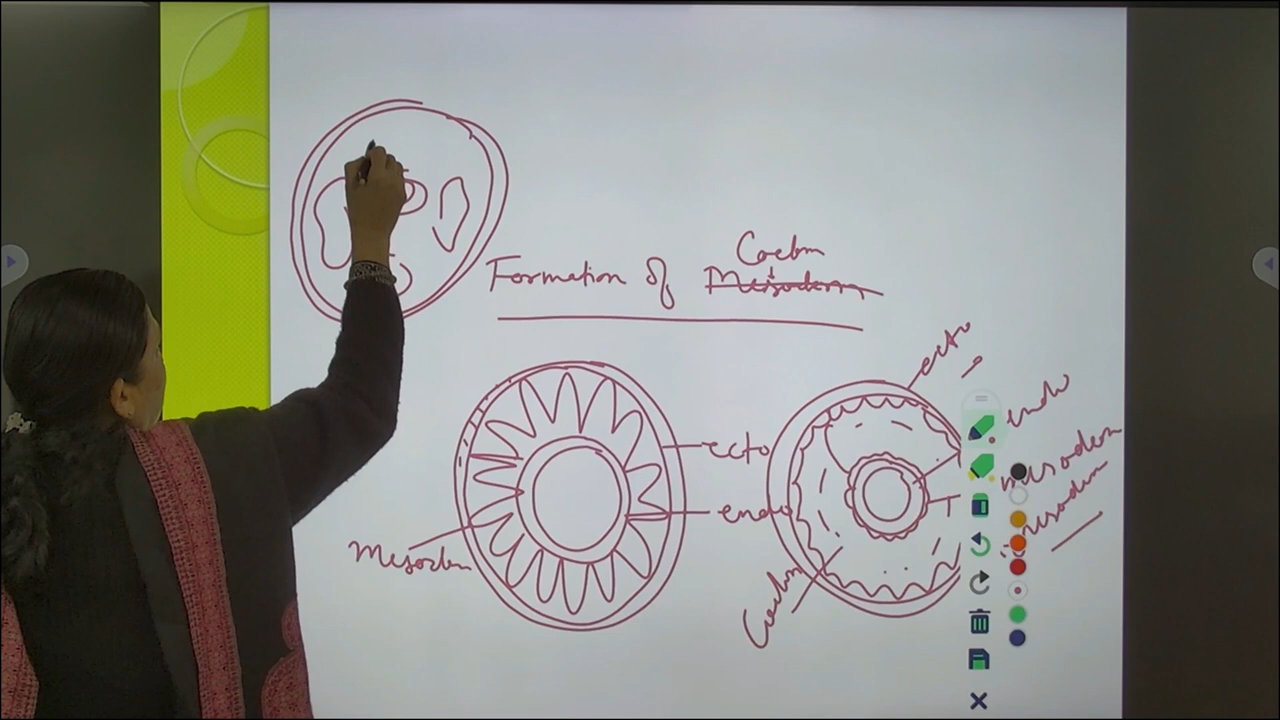 Coelom
Formation of Mesoderm
ecto
endo
ecto
mesoderm
endo
mesoderm
Mesoderm
Coelom